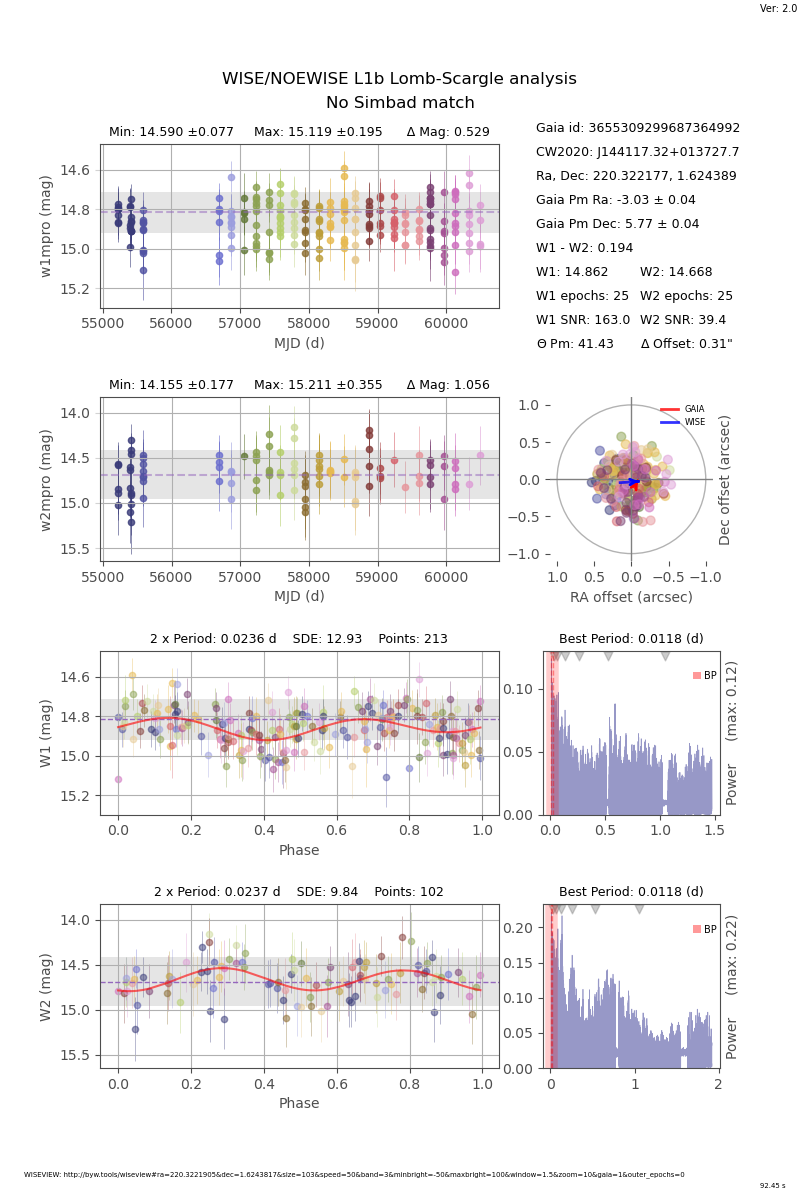 Ver: 2.0
WISE/NOEWISE L1b Lomb-Scargle analysis
No Simbad match
Min: 14.590 ±0.077 Max: 15.119 ±0.195 Δ Mag: 0.529
14.6
14.8
15.0
15.2
w1mpro (mag)
55000 56000 57000 58000 59000 60000
MJD (d)
Gaia id: 3655309299687364992
CW2020: J144117.32+013727.7
Ra, Dec: 220.322177, 1.624389
Gaia Pm Ra: -3.03 ± 0.04
Gaia Pm Dec: 5.77 ± 0.04
W1 - W2: 0.194
W1: 14.862 W2: 14.668
W1 epochs: 25 W2 epochs: 25
W1 SNR: 163.0 W2 SNR: 39.4
Θ Pm: 41.43 Δ Offset: 0.31"
Min: 14.155 ±0.177 Max: 15.211 ±0.355 Δ Mag: 1.056
14.0
14.5
15.0
15.5
w2mpro (mag)
55000 56000 57000 58000 59000 60000
MJD (d)
GAIA
WISE
1.0
0.5
0.0
−0.5
−1.0
1.0 0.5 0.0 −0.5 −1.0
RA offset (arcsec)
Dec offset (arcsec)
2 x Period: 0.0236 d SDE: 12.93 Points: 213
14.6
14.8
15.0
15.2
W1 (mag)
0.0 0.2 0.4 0.6 0.8 1.0
Phase
Best Period: 0.0118 (d)
BP
0.10
0.05
0.00
0.0 0.5 1.0 1.5
Power (max: 0.12)
2 x Period: 0.0237 d SDE: 9.84 Points: 102
14.0
14.5
15.0
15.5
W2 (mag)
0.0 0.2 0.4 0.6 0.8 1.0
Phase
Best Period: 0.0118 (d)
BP
0.20
0.15
0.10
0.05
0.00
0 1 2
Power (max: 0.22)
WISEVIEW: http://byw.tools/wiseview#ra=220.3221905&dec=1.6243817&size=103&speed=50&band=3&minbright=-50&maxbright=100&window=1.5&zoom=10&gaia=1&outer_epochs=0
92.45 s